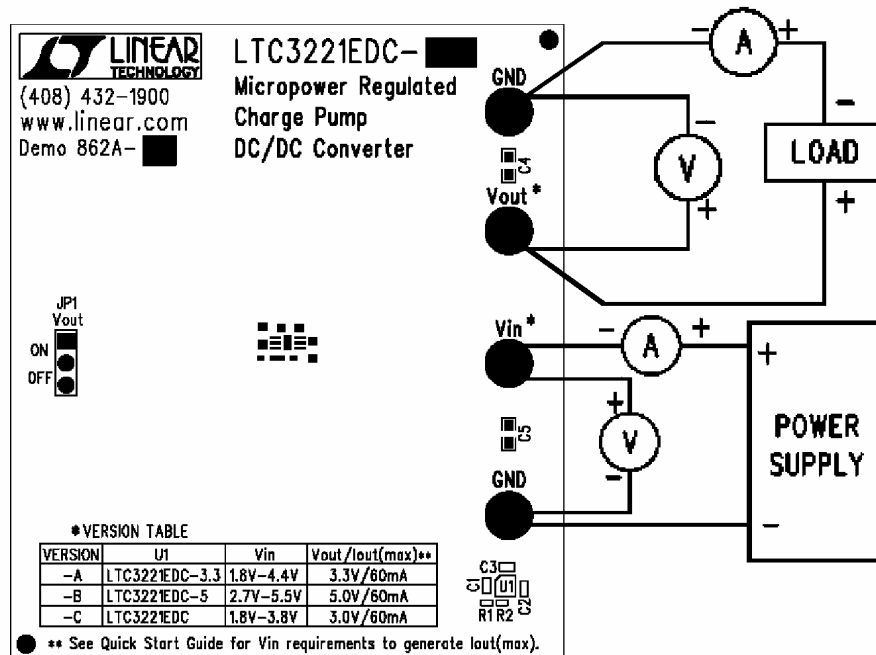 LINEAR
TECHNOLOGY
(408) 432-1900
www.linear.com
Demo 862A-
LTC3221EDC-
Micropower Regulated
Charge Pump
DC/DC Converter
GND
C4
Vout*
- A +
- V +
-
LOAD
+
JP1
Vout
ON
OFF
Vin*
- A +
+ V -
C5
GND
+
POWER
SUPPLY
-
*VERSION TABLE
VERSION U1 Vin Vout/Iout(max)**
-A LTC3221EDC-3.3 1.8V-4.4V 3.3V/60mA
-B LTC3221EDC-5 2.7V-5.5V 5.0V/60mA
-C LTC3221EDC 1.8V-3.8V 3.0V/60mA
C3
C1 U1 C2
R1 R2
** See Quick Start Guide for Vin requirements to generate Iout(max).